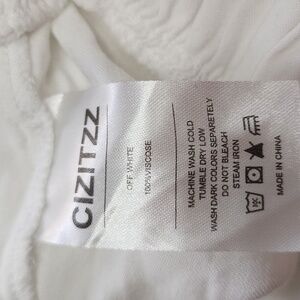 CIZITZZ
OFF WHITE
100%VISCOSE
MACHINE WASH COLD
TUMBLE DRY LOW
WASH DARK COLORS SEPARETELY
DO NOT BLEACH
STEAM IRON
30C
MADE IN CHINA